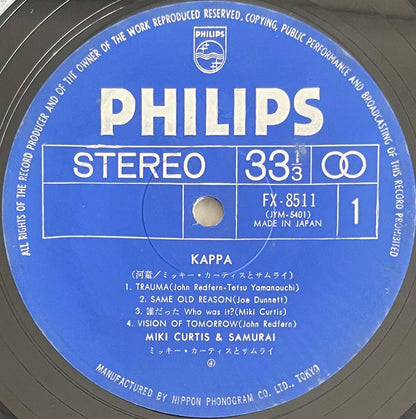 ALL RIGHTS OF THE RECORD PRODUCER AND OF THE OWNER OF THE WORK REPRODUCED RESERVED. COPYING, PUBLIC PERFORMANCE AND BROADCASTING OF THIS RECORD PROHIBITED
PHILIPS
PHILIPS
STEREO 33⅓
FX-8511
(JYM-5401)
MADE IN JAPAN
1
KAPPA
(河童/ミッキー・カーティスとサムライ)
1. TRAUMA(John Redfern-Tetsu Yamanouchi)
2. SAME OLD REASON(Joe Dunnett)
3. 誰だった Who was it?(Miki Curtis)
4. VISION OF TOMORROW(John Redfern)
MIKI CURTIS & SAMURAI
ミッキー・カーティスとサムライ
④
MANUFACTURED BY NIPPON PHONOGRAM CO. LTD., TOKYO